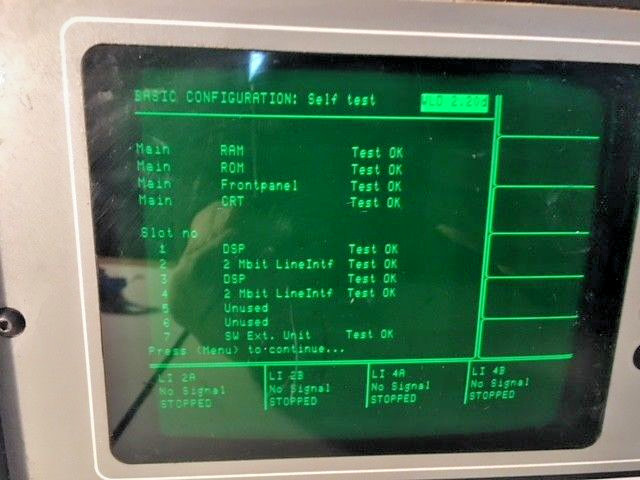 BASIC CONFIGURATION: Self test
Main RAM Test OK
Main ROM Test OK
Main Frontpanel Test OK
Main CRT Test OK
Slot no
1 DSP Test OK
2 2 Mbit LineIntf Test OK
3 DSP Test OK
4 2 Mbit LineIntf Test OK
5 Unused
6 Unused
7 SW Ext. Unit Test OK
Press (Menu) to continue...
LI 2A LI 2B LI 4A LI 4B
No Signal No Signal No Signal No Signal
STOPPED STOPPED STOPPED STOPPED